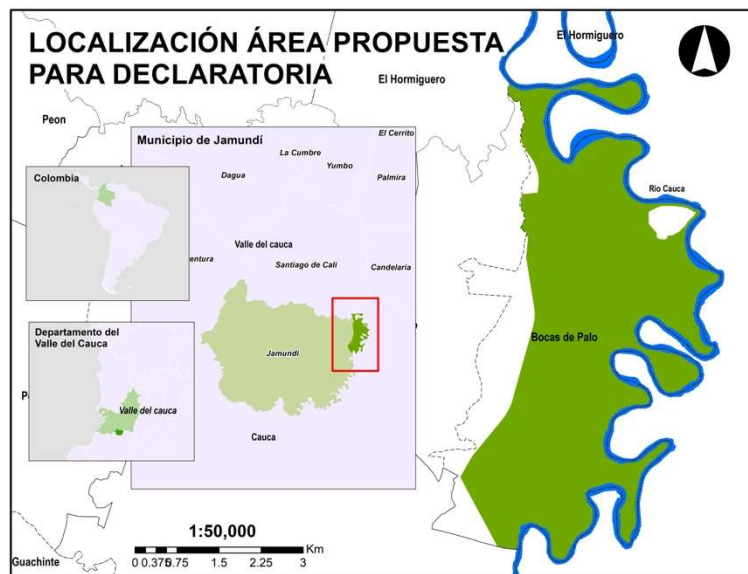 LOCALIZACIÓN ÁREA PROPUESTA
PARA DECLARATORIA
El Hormiguero
El Hormiguero
Peon
Municipio de Jamundí
El Cerrito
La Cumbre
Yumbo
Dagua
Palmira
Colombia
Valle del cauca
entura
Santiago de Cali
Candelaria
Rio Cauca
Departamento del
Valle del Cauca
Valle del cauca
Jamundí
Bocas de Palo
Cauca
1:50,000
Km
0 0.375 0.75 1.5 2.25 3
Guachinte